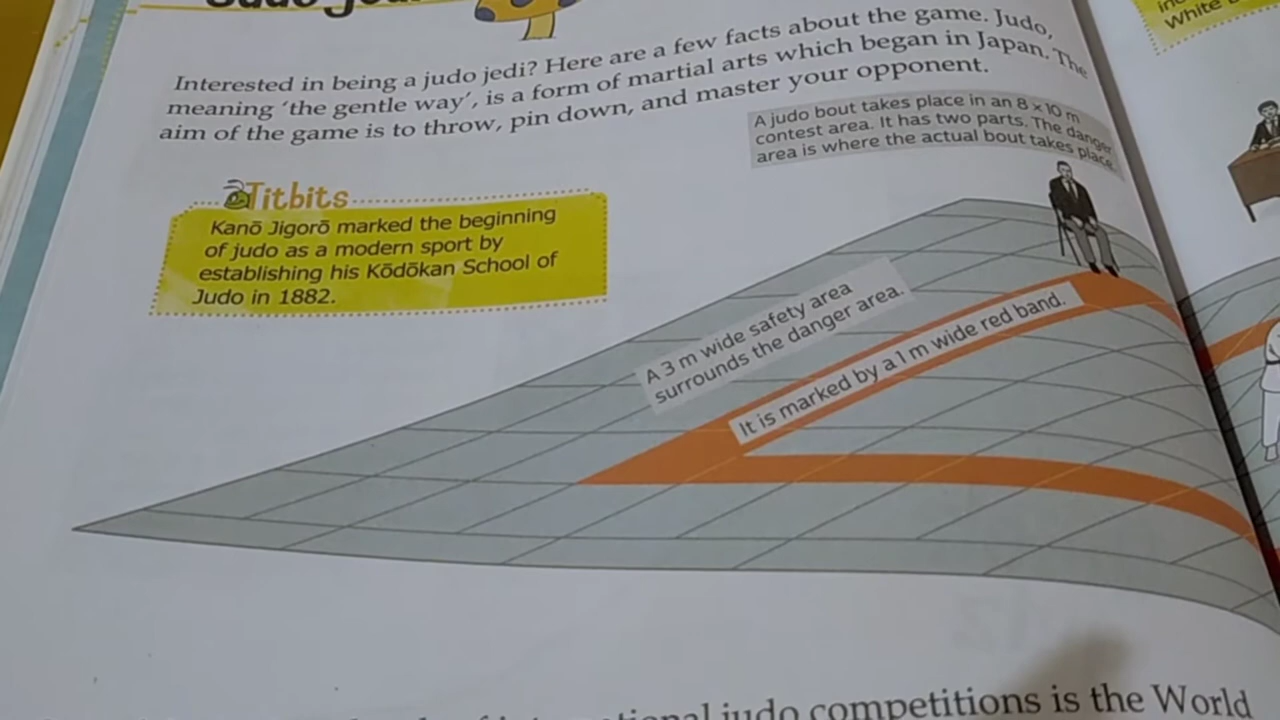 Interested in being a judo jedi? Here are a few facts about the game. Judo,
meaning ‘the gentle way’, is a form of martial arts which began in Japan. The
aim of the game is to throw, pin down, and master your opponent.
A judo bout takes place in an 8 × 10 m
contest area. It has two parts. The danger
area is where the actual bout takes place.
Titbits
Kanō Jigorō marked the beginning
of judo as a modern sport by
establishing his Kōdōkan School of
Judo in 1882.
A 3 m wide safety area
surrounds the danger area.
It is marked by a 1 m wide red band.
judo competitions is the World
White